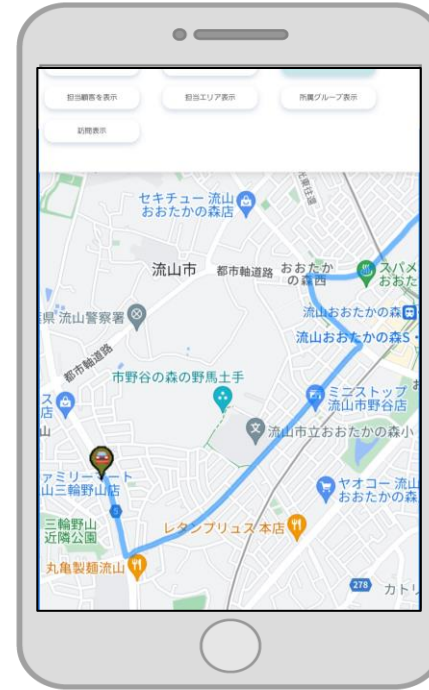 担当顧客を表示
担当エリア表示
所属グループ表示
訪問表示
セキチュー 流山
おおたかの森店
流山市
都市軸道路
おおたか
の森西
スパメ
おおた
県 流山警察署
流山おおたかの森
流山おおたかの森S・
都市軸道路
市野谷の森の野馬土手
ミニストップ
流山市野谷店
ス
店
山
流山市立おおたかの森小
ァミリーマート
山三輪野山店
5
ヤオコー 流山
おおたかの森
三輪野山
近隣公園
レタンプリュス 本店
丸亀製麺流山
278
カトリ